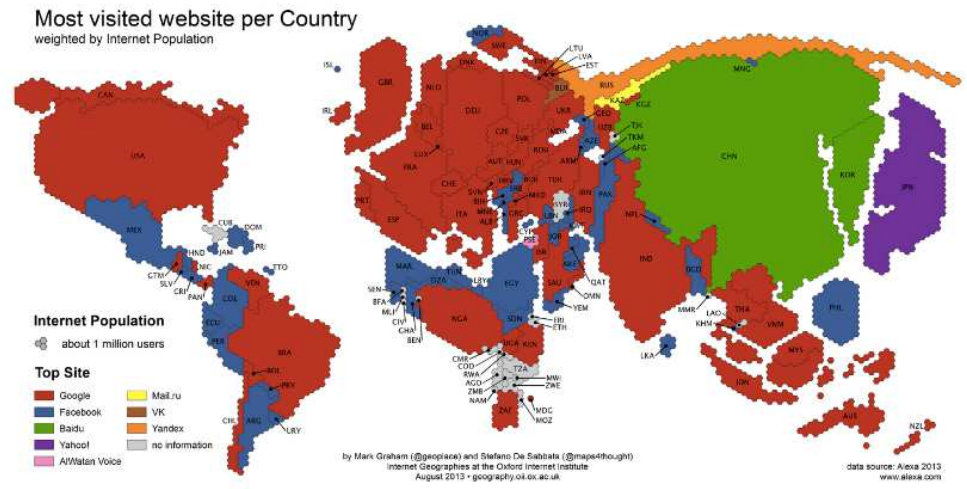 Most visited website per Country
weighted by Internet Population
NOR
SWE
FIN
LTU
LVA
EST
ISL
DNK
GBR
NLD
BLR
RUS
MNG
CAN
IRL
DEU
POL
UKR
KAZ
KGZ
BEL
GEO
UZB
TJK
TKM
AFG
USA
LUX
CZE
SVK
MDA
AZE
CHN
FRA
AUT
HUN
ROU
ARM
KOR
JPN
CHE
SVN
HRV
SRB
BGR
TUR
IRN
PAK
PRT
ESP
ITA
BIH
MNE
ALB
MKD
GRC
SYR
LBN
IRQ
NPL
MEX
CUB
DOM
PRI
JAM
CYP
PSE
JOR
ISR
IND
BGD
HND
NIC
GTM
SLV
CRI
PAN
TTO
VEN
MAR
TUN
DZA
LBY
EGY
SAU
ARE
QAT
OMN
YEM
COL
SEN
BFA
MLI
CIV
GHA
BEN
NGA
SDN
ERI
ETH
MMR
LAO
KHM
THA
VNM
PHL
ECU
PER
BRA
BOL
PRY
CHL
ARG
URY
CMR
COD
RWA
AGO
ZMB
NAM
UGA
KEN
TZA
MWI
ZWE
ZAF
MDG
MOZ
LKA
MYS
IDN
AUS
NZL
Internet Population
about 1 million users
Top Site
Google
Mail.ru
Facebook
VK
Baidu
Yandex
Yahoo!
no information
AlWatan Voice
by Mark Graham (@geoplace) and Stefano De Sabbata (@maps4thought)
Internet Geographies at the Oxford Internet Institute
August 2013 • geography.oii.ox.ac.uk
data source: Alexa 2013
www.alexa.com